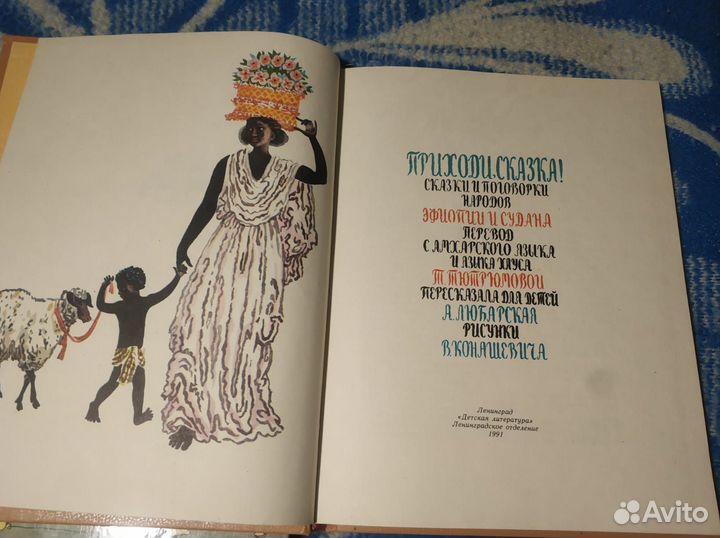 ПРИХОДИ, СКАЗКА!
СКАЗКИ И ПОГОВОРКИ
НАРОДОВ
ЭФИОПИИ И СУДАНА
ПЕРЕВОД
С АМХАРСКОГО ЯЗЫКА
И ЯЗЫКА ХАУСА
Т. ТЮТРЮМОВОЙ
ПЕРЕСКАЗАЛА ДЛЯ ДЕТЕЙ
А. ЛЮБАРСКАЯ
РИСУНКИ
В. КОНАШЕВИЧА
Ленинград
«Детская литература»
Ленинградское отделение
1991
Avito